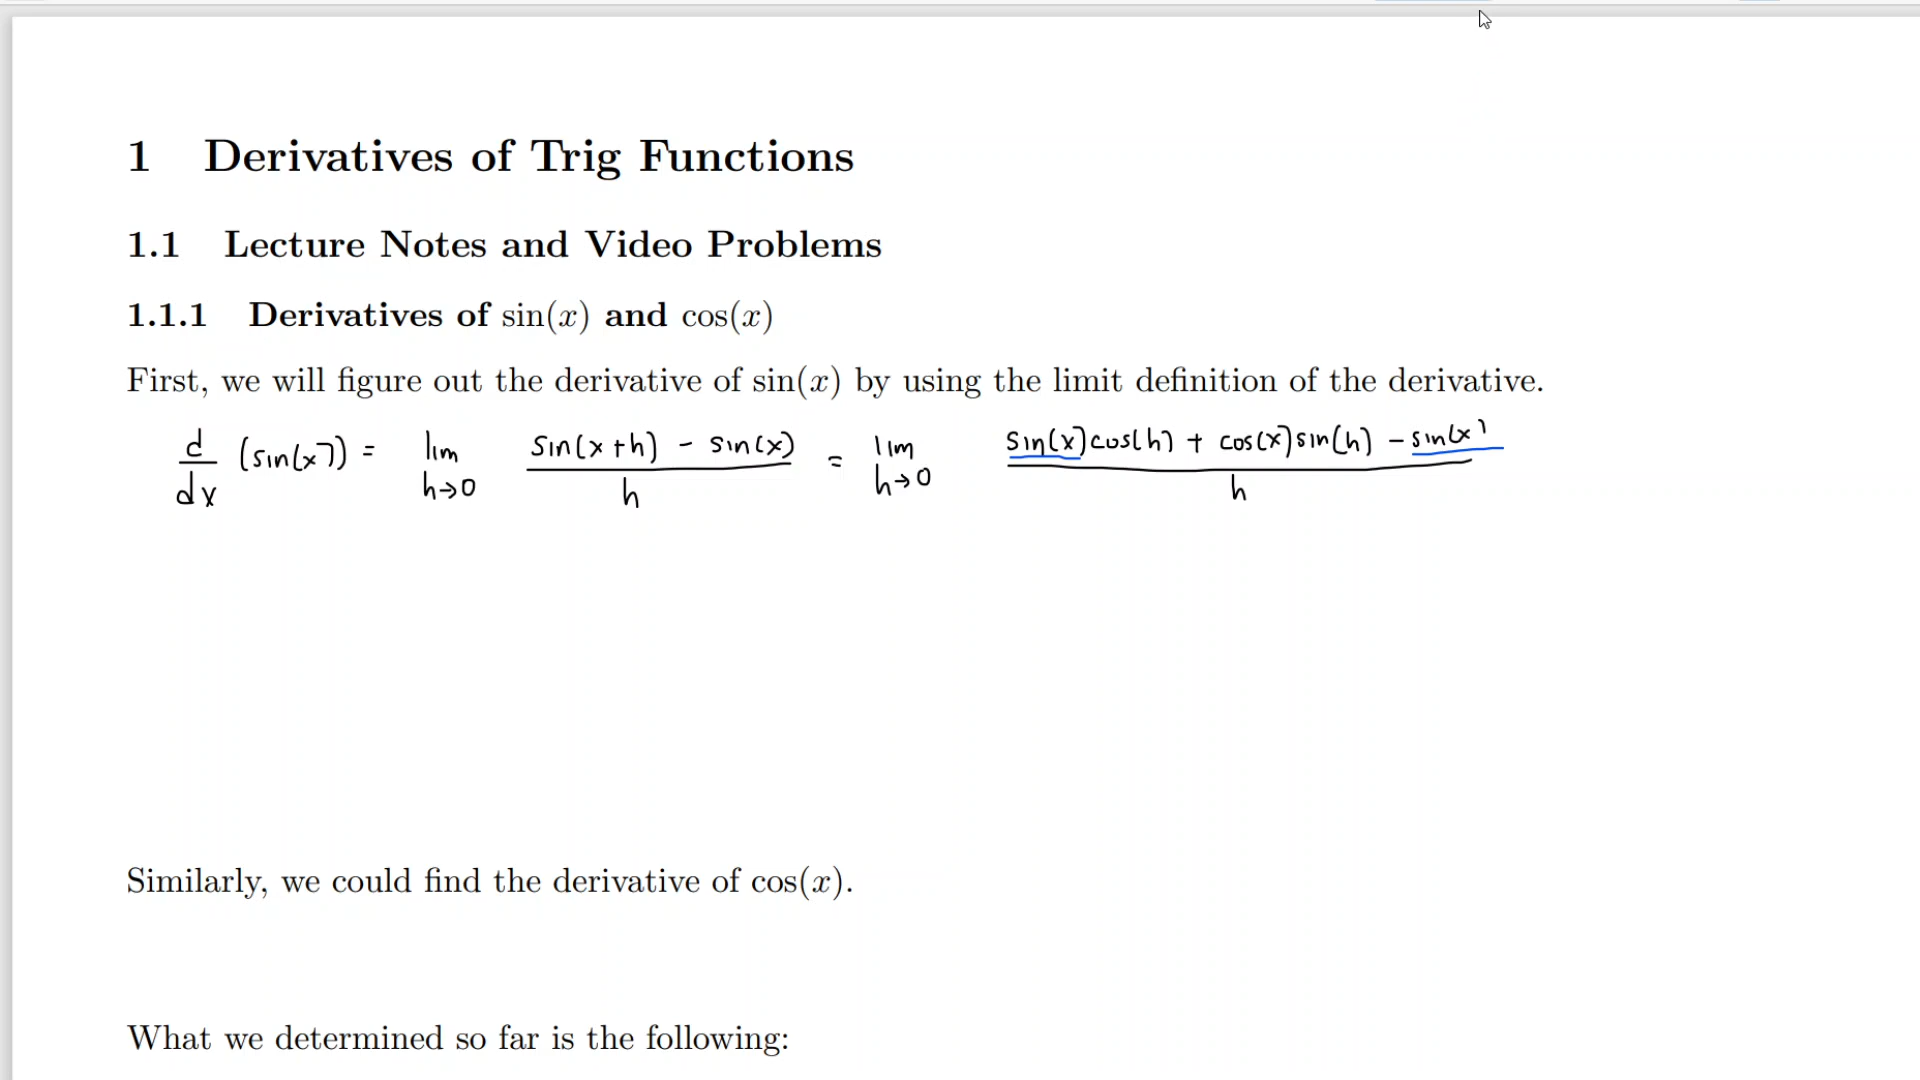 1 Derivatives of Trig Functions
1.1 Lecture Notes and Video Problems
1.1.1 Derivatives of sin(x) and cos(x)
First, we will figure out the derivative of sin(x) by using the limit definition of the derivative.
d/dx (sin(x)) = lim h→0 (sin(x+h) - sin(x))/h = lim h→0 (sin(x)cos(h) + cos(x)sin(h) - sin(x))/h
Similarly, we could find the derivative of cos(x).
What we determined so far is the following: